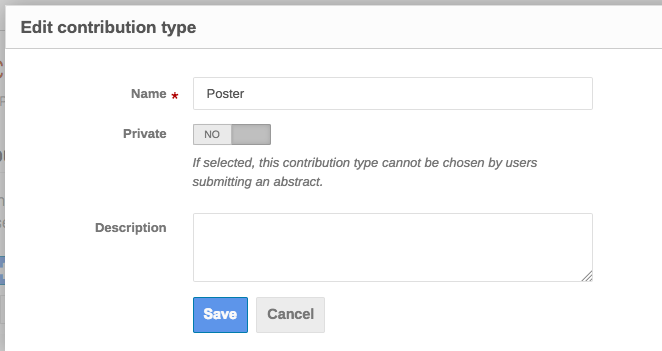 Edit contribution type
Name *
Poster
Private
NO
If selected, this contribution type cannot be chosen by users
submitting an abstract.
Description
Save
Cancel